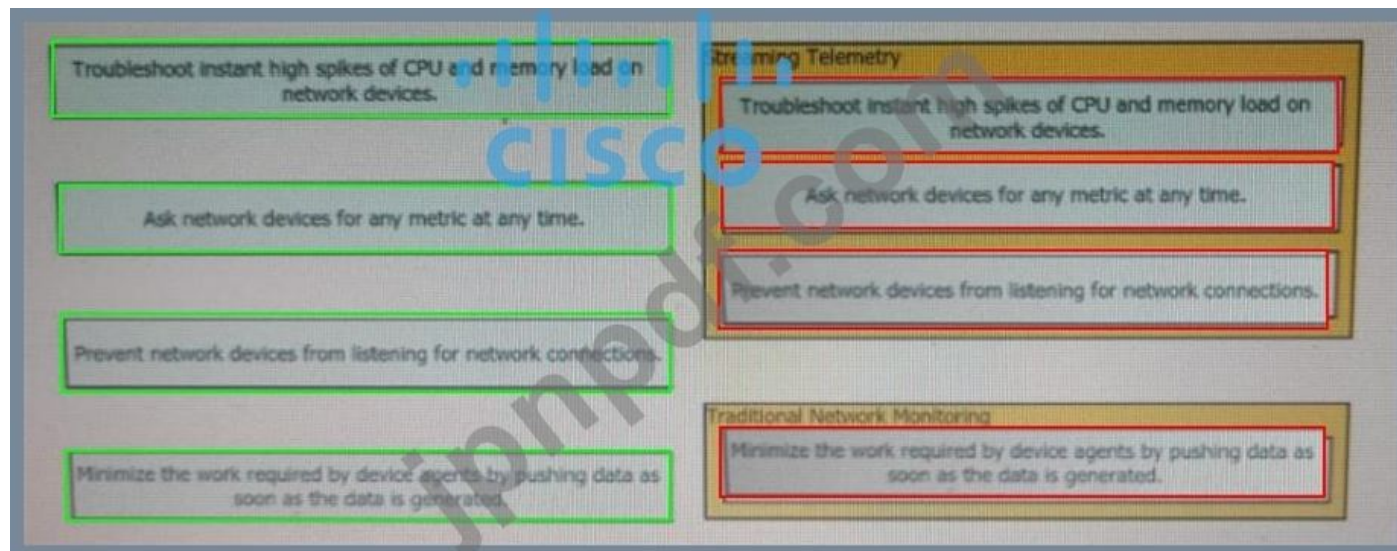 Troubleshoot instant high spikes of CPU and memory load on
network devices.
Ask network devices for any metric at any time.
Prevent network devices from listening for network connections.
Minimize the work required by device agents by pushing data as
soon as the data is generated.
Streaming Telemetry
Troubleshoot instant high spikes of CPU and memory load on
network devices.
Ask network devices for any metric at any time.
Prevent network devices from listening for network connections.
Traditional Network Monitoring
Minimize the work required by device agents by pushing data as
soon as the data is generated.
CISCO
jpnpdf.com